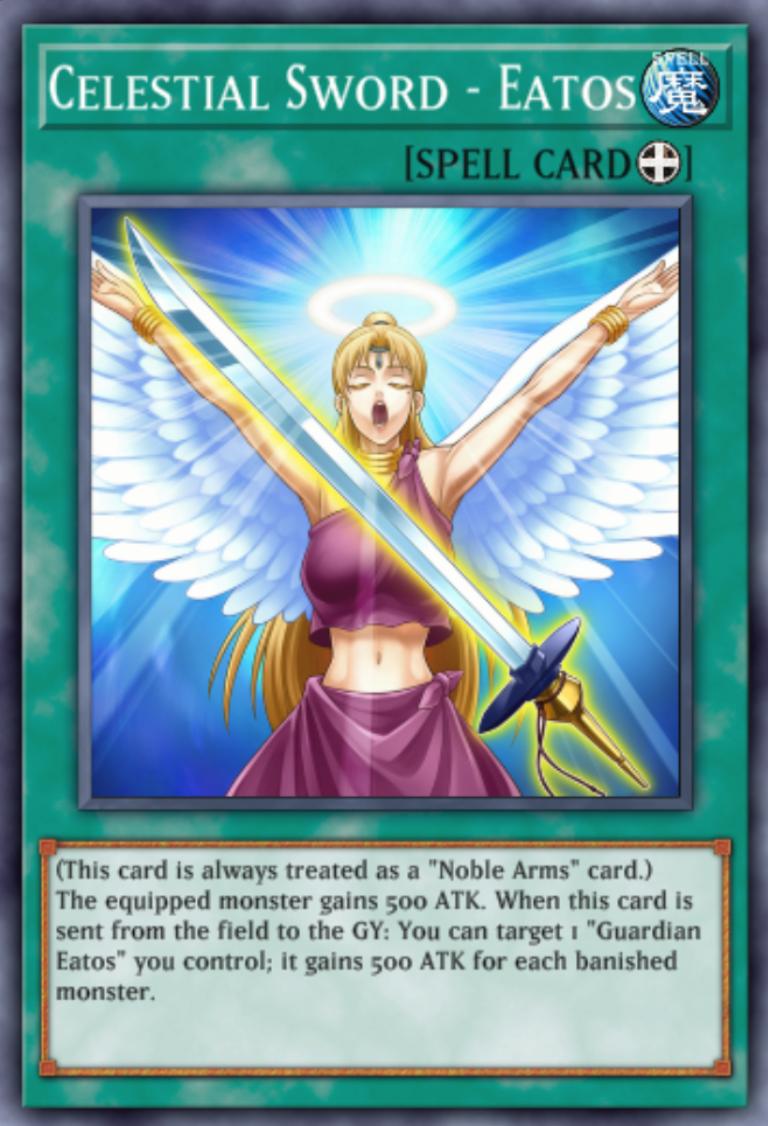 CELESTIAL SWORD - EATOS
SPELL
魔
[SPELL CARD]
(This card is always treated as a "Noble Arms" card.)
The equipped monster gains 500 ATK. When this card is
sent from the field to the GY: You can target 1 "Guardian
Eatos" you control; it gains 500 ATK for each banished
monster.